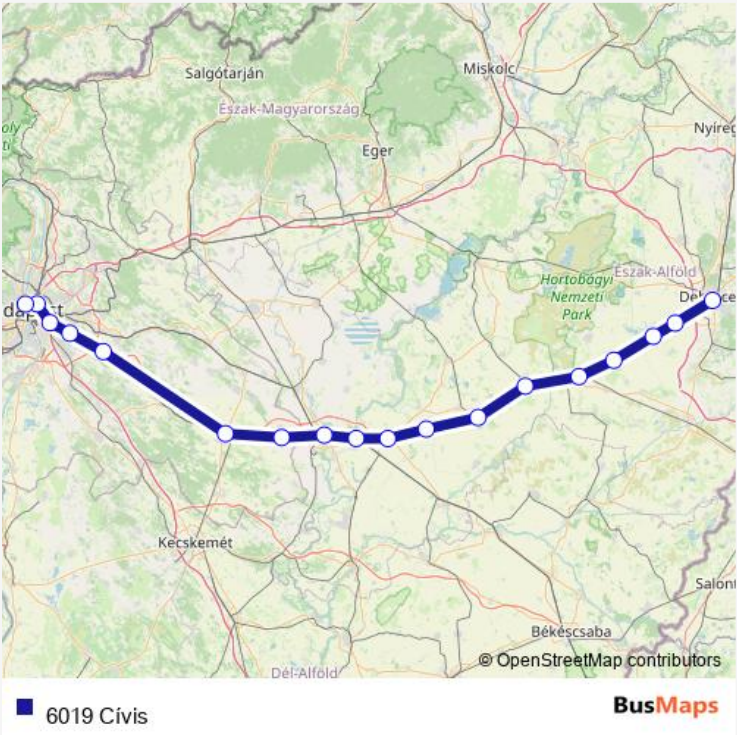 Salgótarján
Miskolc
Észak-Magyarország
Nyíreg
Eger
Hortobágyi
Nemzeti
Park
Észak-Alföld
Kecskemét
Salont
Békéscsaba
© OpenStreetMap contributors
Dél-Alföld
6019 Cívis
BusMaps